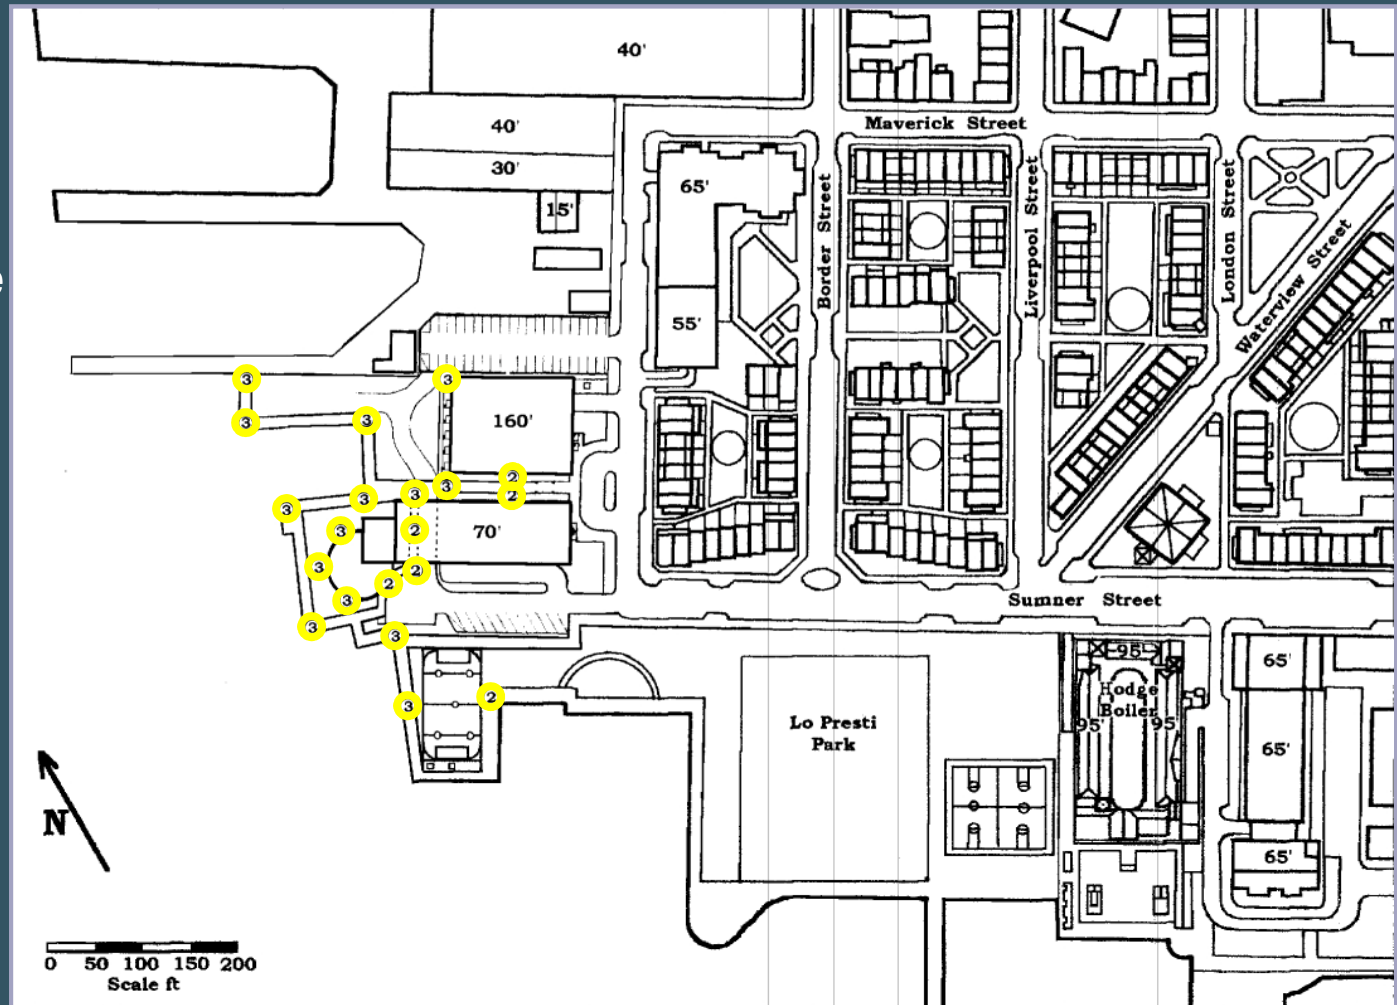 40'
40'
30'
15'
Maverick Street
65'
55'
Border Street
Liverpool Street
London Street
Waterview Street
e
3
3
3
3
160'
3
2
3
3
3
2
3
2
70'
3
2
2
3
3
3
Sumner Street
3
2
Lo Presti
Park
95'
Hodge
Boiler
95'
95'
65'
65'
65'
N
0 50 100 150 200
Scale ft